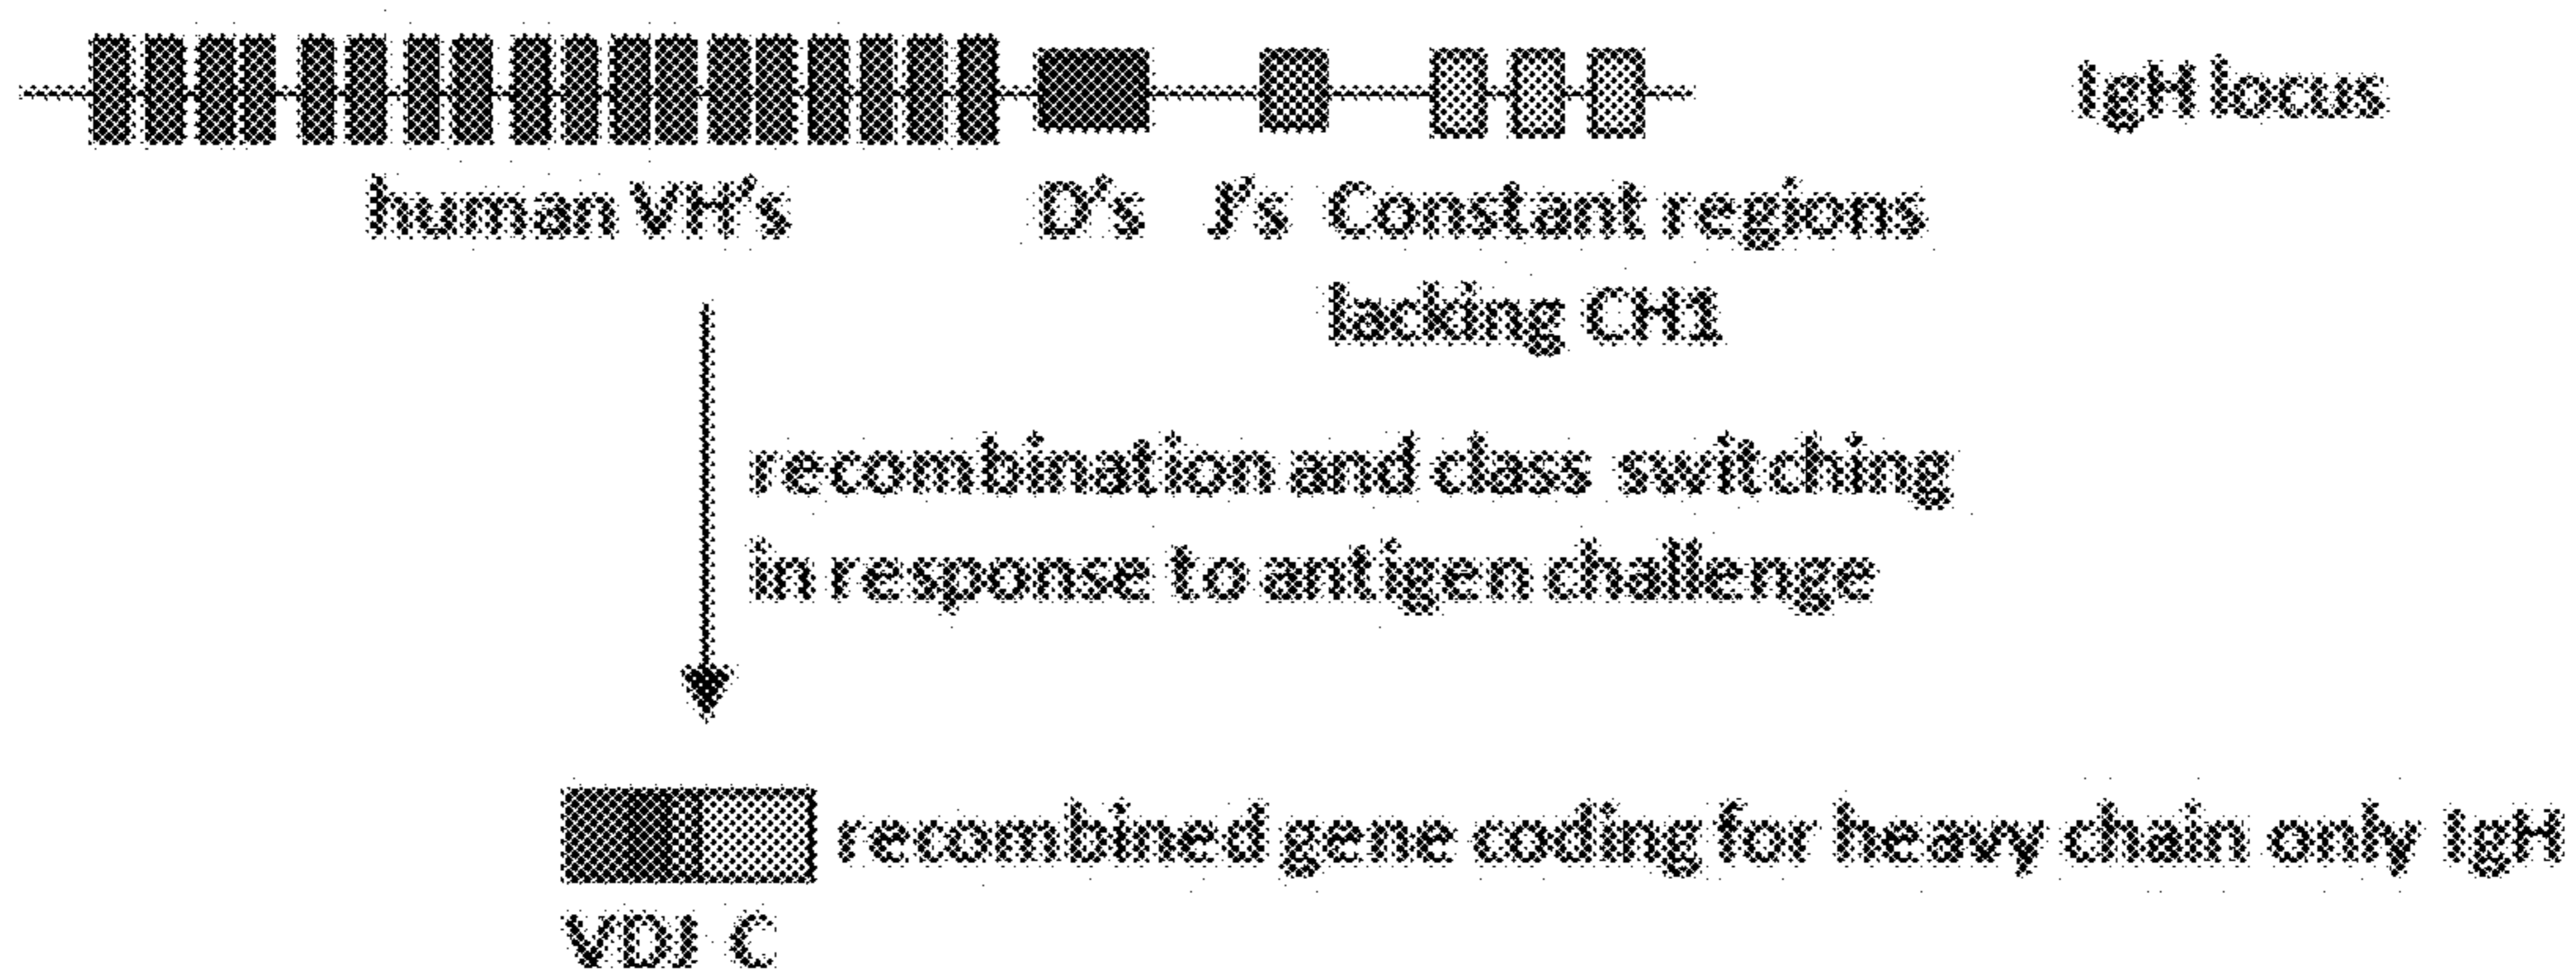 IgH locus
human VH's D's J's Constant regions
lacking CH1
recombination and class switching
in response to antigen challenge
recombined gene coding for heavy chain only IgH
VDJ C